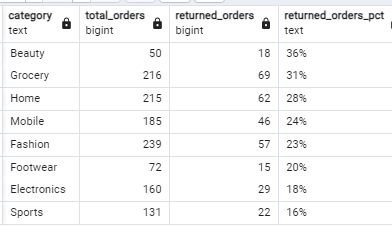 category total_orders returned_orders returned_orders_pct
text bigint bigint text
Beauty 50 18 36%
Grocery 216 69 31%
Home 215 62 28%
Mobile 185 46 24%
Fashion 239 57 23%
Footwear 72 15 20%
Electronics 160 29 18%
Sports 131 22 16%